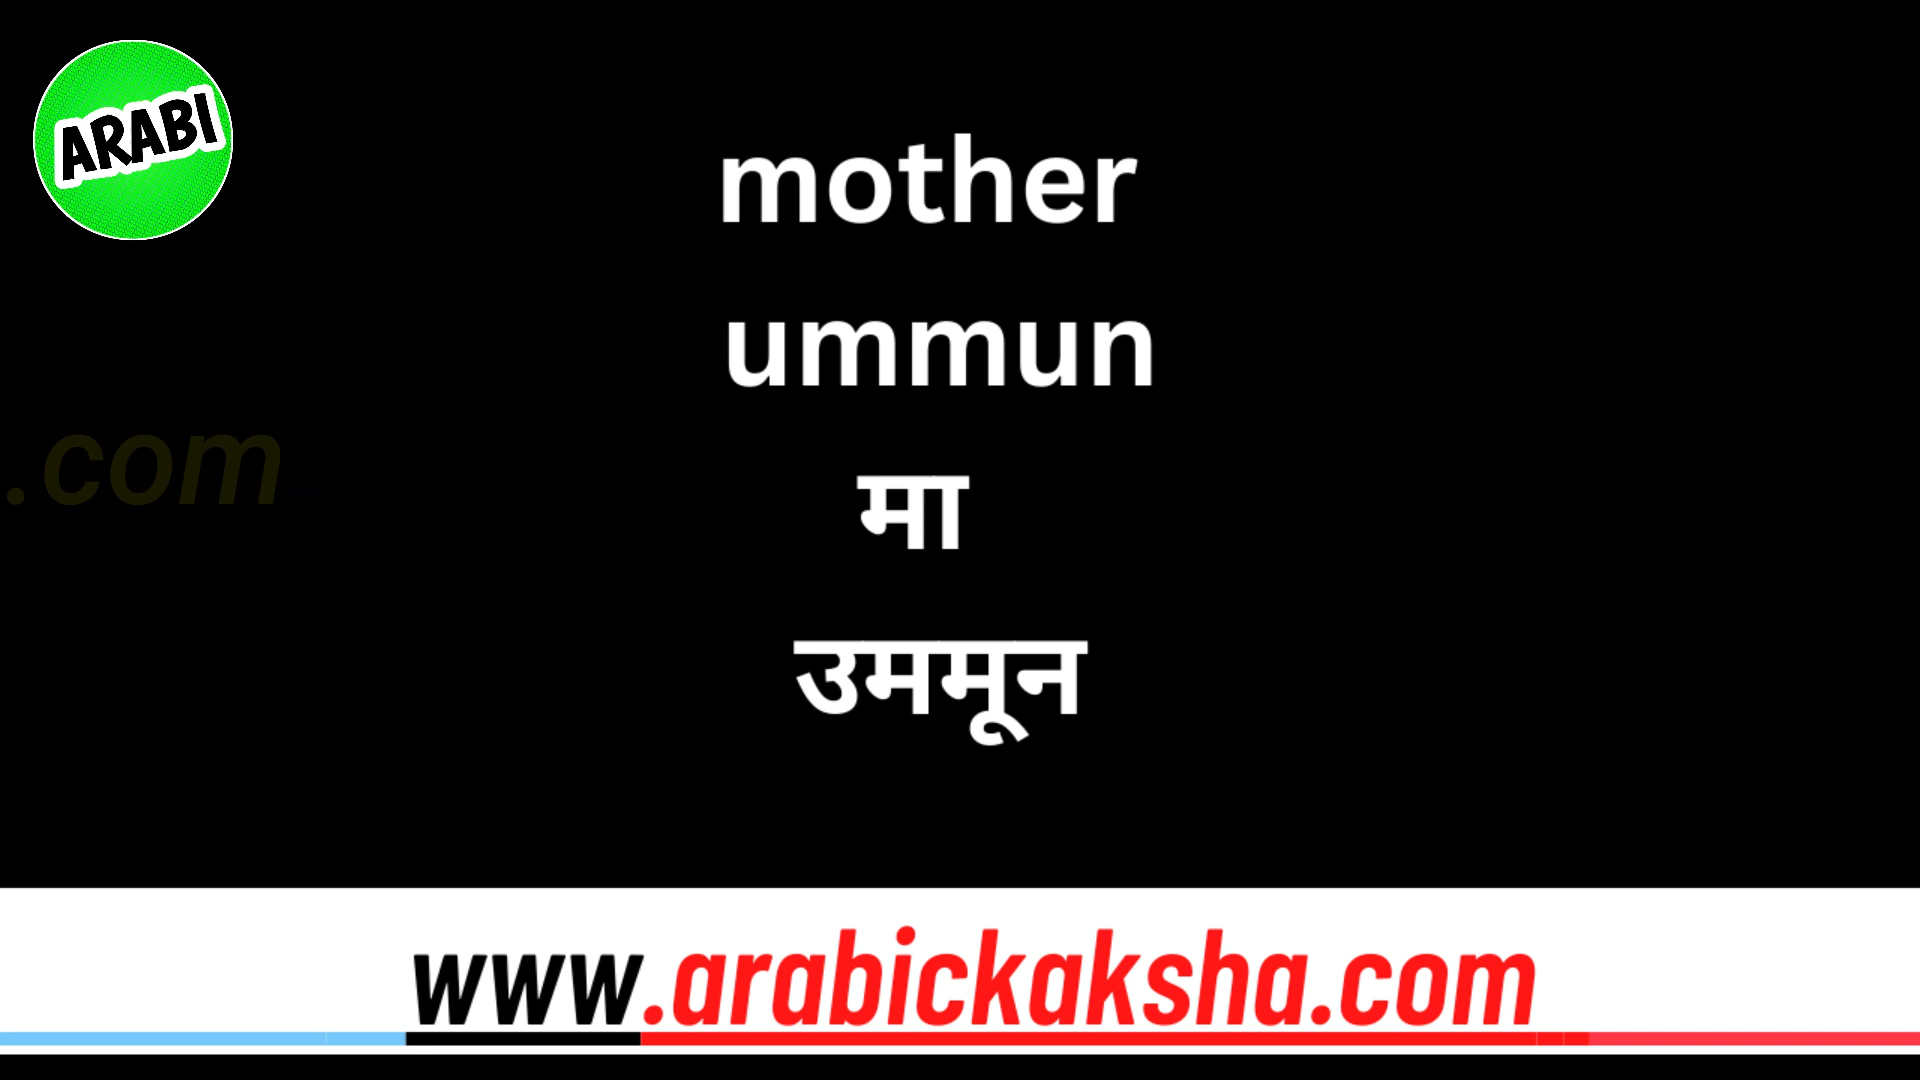 ARABI
mother
ummun
.com
मा
उममून
www.arabickaksha.com